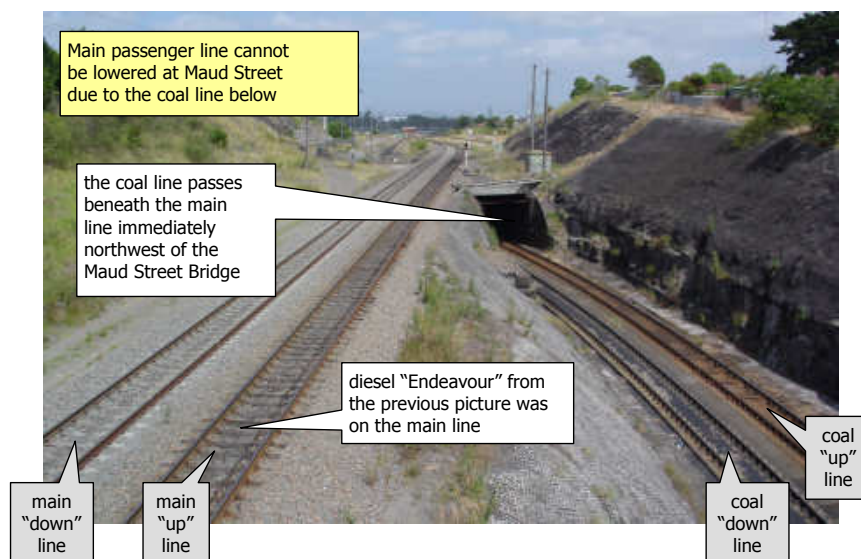 Main passenger line cannot
be lowered at Maud Street
due to the coal line below
the coal line passes
beneath the main
line immediately
northwest of the
Maud Street Bridge
diesel “Endeavour” from
the previous picture was
on the main line
coal
“up”
line
main
“down”
line
main
“up”
line
coal
“down”
line